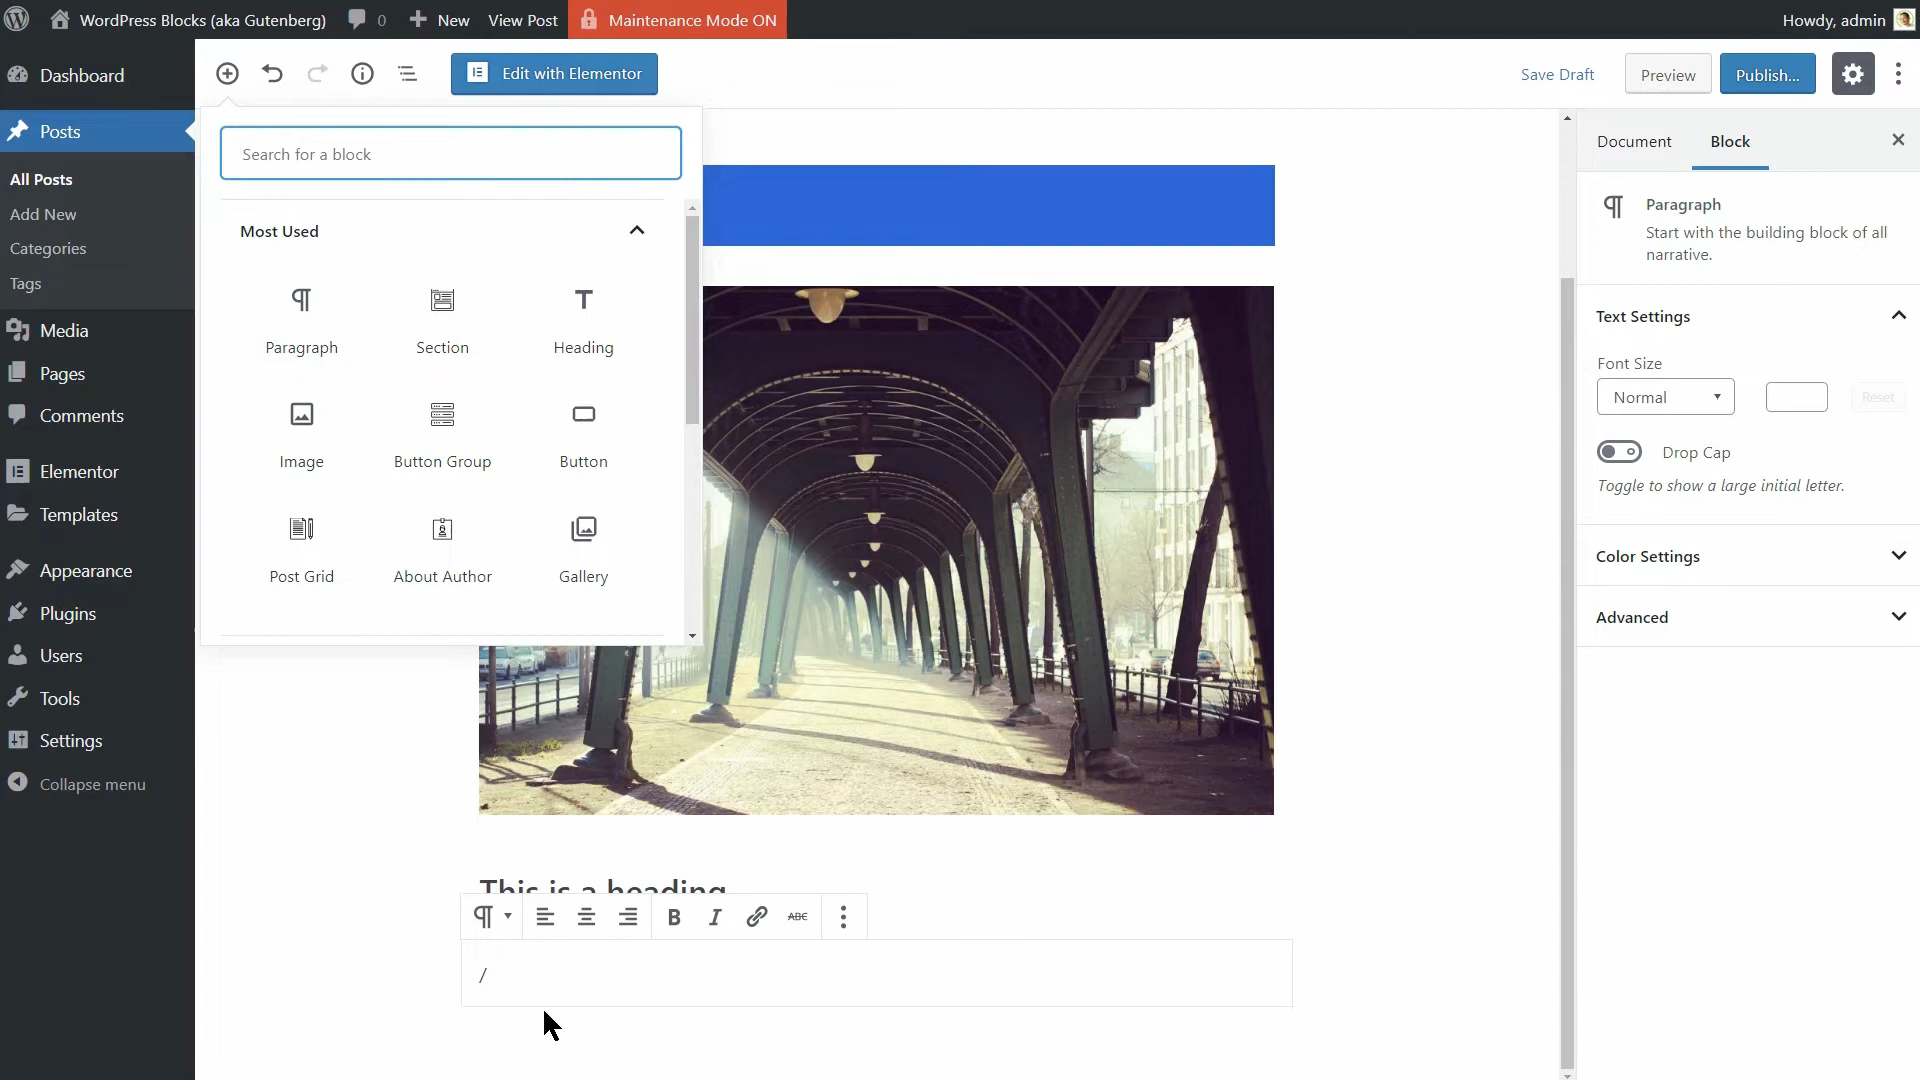 WordPress Blocks (aka Gutenberg)
0
New
View Post
Maintenance Mode ON
Howdy, admin
Dashboard
Posts
All Posts
Add New
Categories
Tags
Media
Pages
Comments
Elementor
Templates
Appearance
Plugins
Users
Tools
Settings
Collapse menu
Edit with Elementor
Save Draft
Preview
Publish...
Search for a block
Most Used
Paragraph
Section
Heading
Image
Button Group
Button
Post Grid
About Author
Gallery
This is a heading
B I ABC
/
Document
Block
Paragraph
Start with the building block of all
narrative.
Text Settings
Font Size
Normal
Reset
Drop Cap
Toggle to show a large initial letter.
Color Settings
Advanced